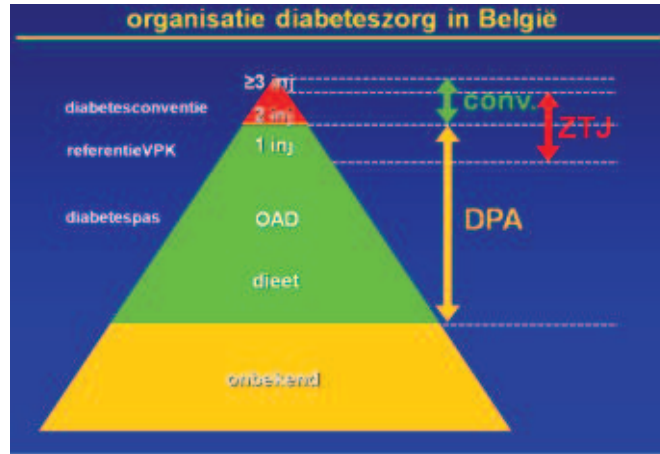 organisatie diabeteszorg in België
≥3 inj
diabetesconventie
2 inj
conv.
ZTJ
referentieVPK
1 inj
diabetespas
OAD
DPA
dieet
onbekend